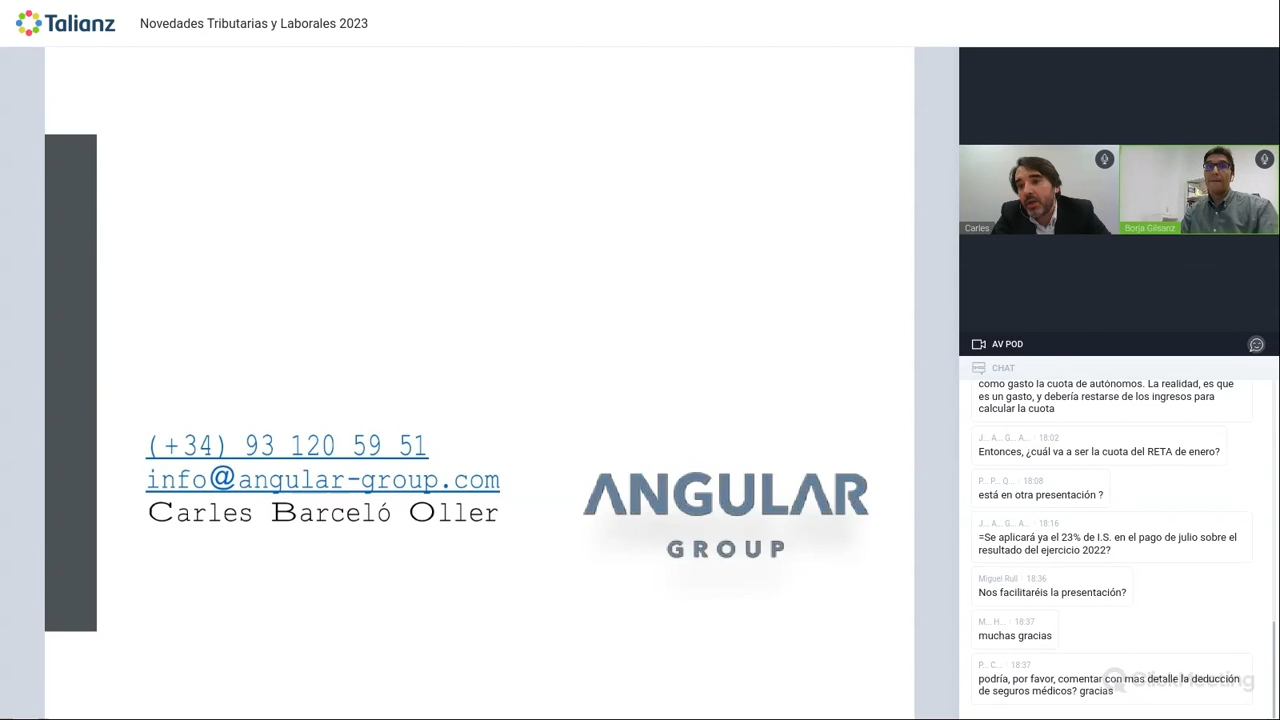 Talianz
Novedades Tributarias y Laborales 2023
(+34) 93 120 59 51
info@angular-group.com
Carles Barceló Oller
ANGULAR
GROUP
Carles
Borja Gilsanz
AV POD
CHAT
como gasto la cuota de autónomos. La realidad, es que
es un gasto, y debería restarse de los ingresos para
calcular la cuota
J... A... G... A... · 18:02
Entonces, ¿cuál va a ser la cuota del RETA de enero?
P... P... Q... · 18:08
está en otra presentación ?
J... A... G... A... · 18:16
=Se aplicará ya el 23% de I.S. en el pago de julio sobre el
resultado del ejercicio 2022?
Miguel Rull · 18:36
Nos facilitaréis la presentación?
M... H... · 18:37
muchas gracias
P... C... · 18:37
podría, por favor, comentar con mas detalle la deducción
de seguros médicos? gracias
ClickMeeting